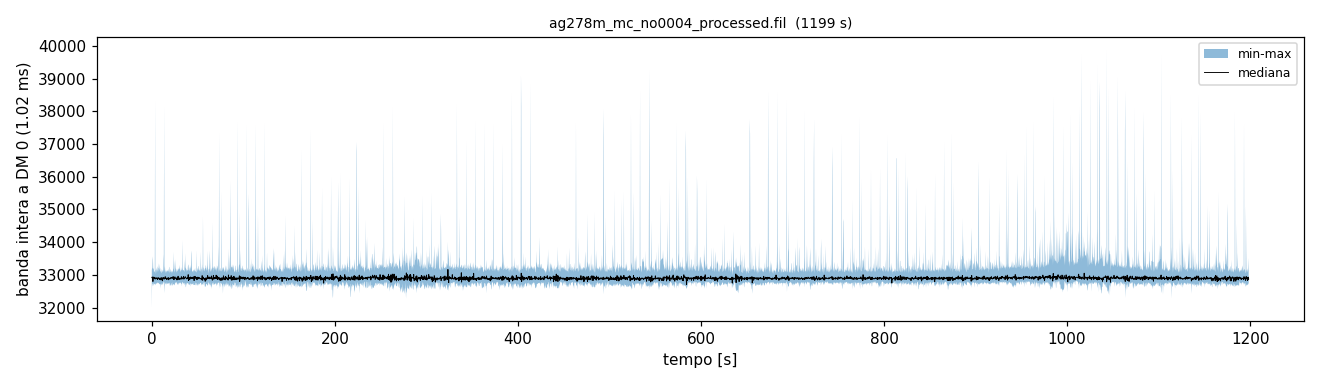 ag278m_mc_no0004_processed.fil (1199 s)
banda intera a DM 0 (1.02 ms)
40000
39000
38000
37000
36000
35000
34000
33000
32000
min-max
mediana
0 200 400 600 800 1000 1200
tempo [s]